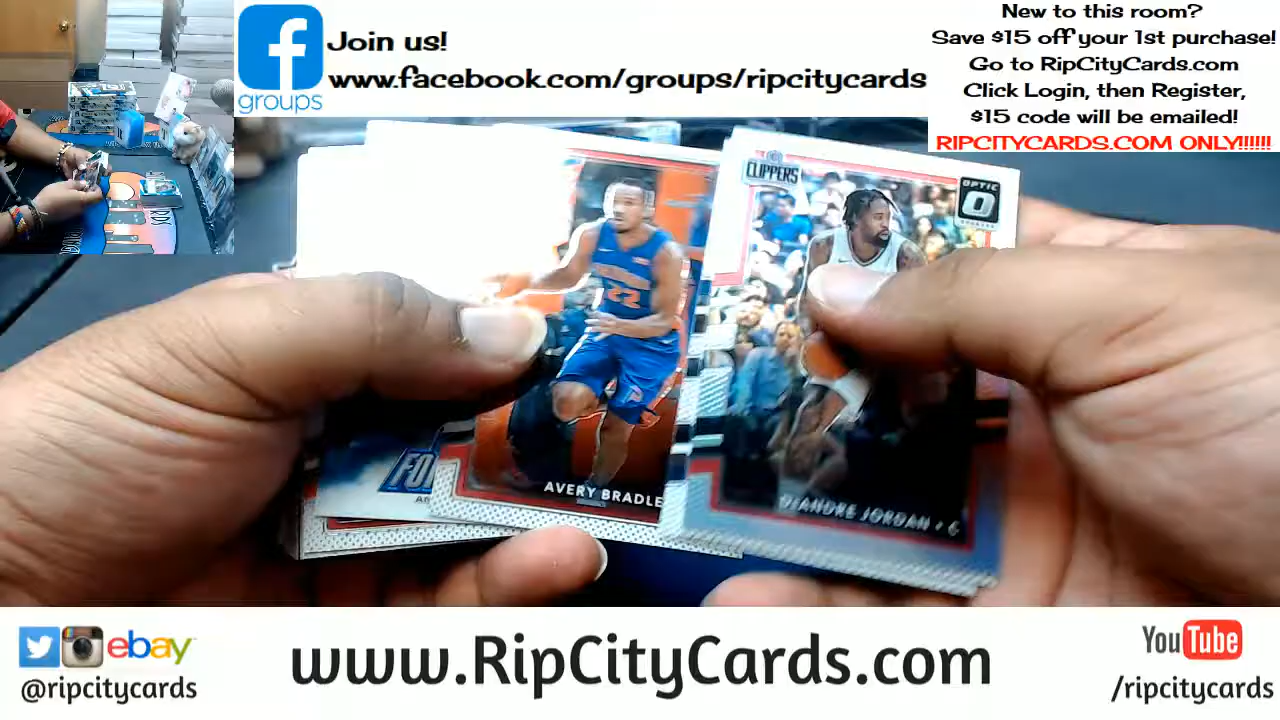 groups
Join us!
www.facebook.com/groups/ripcitycards
New to this room?
Save $15 off your 1st purchase!
Go to RipCityCards.com
Click Login, then Register,
$15 code will be emailed!
RIPCITYCARDS.COM ONLY!!!!!!
CLIPPERS
OPTIC
22
AVERY BRADLE
DEANDRE JORDAN • C
FO
ebay
@ripcitycards
www.RipCityCards.com
YouTube
/ripcitycards